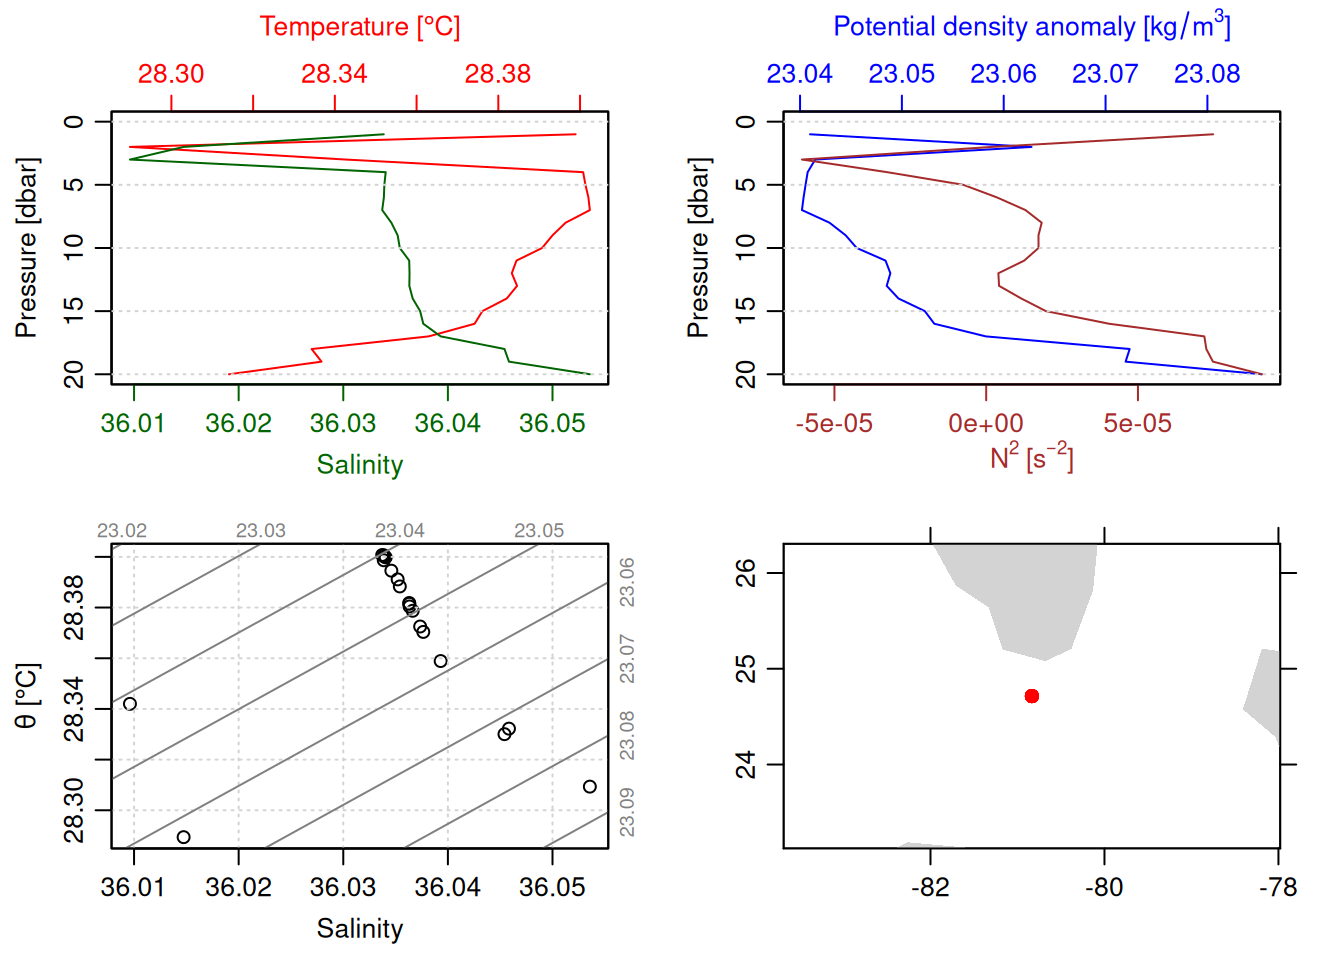 Temperature [°C]
28.30 28.34 28.38
Pressure [dbar]
0 5 10 15 20
36.01 36.02 36.03 36.04 36.05
Salinity
Potential density anomaly [kg/m³]
23.04 23.05 23.06 23.07 23.08
Pressure [dbar]
0 5 10 15 20
-5e-05 0e+00 5e-05
N² [s⁻²]
23.02 23.03 23.04 23.05
23.06
23.07
23.08
23.09
θ [°C]
28.38
28.34
28.30
36.01 36.02 36.03 36.04 36.05
Salinity
26
25
24
-82 -80 -78